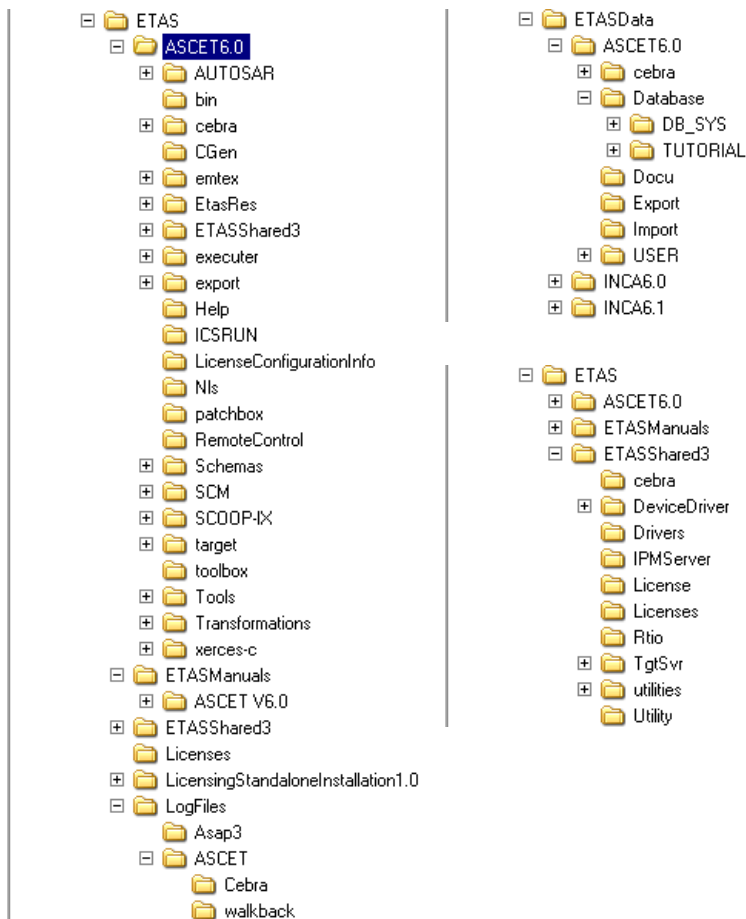 ETAS
ASCET6.0
AUTOSAR
bin
cebra
CGen
emtex
EtasRes
ETASShared3
executer
export
Help
ICSRUN
LicenseConfigurationInfo
Nls
patchbox
RemoteControl
Schemas
SCM
SCOOP-IX
target
toolbox
Tools
Transformations
xerces-c
ETASManuals
ASCET V6.0
ETASShared3
Licenses
LicensingStandaloneInstallation1.0
LogFiles
Asap3
ASCET
Cebra
walkback
ETASData
ASCET6.0
cebra
Database
DB_SYS
TUTORIAL
Docu
Export
Import
USER
INCA6.0
INCA6.1
ETAS
ASCET6.0
ETASManuals
ETASShared3
cebra
DeviceDriver
Drivers
IPMServer
License
Licenses
Rtio
TgtSvr
utilities
Utility